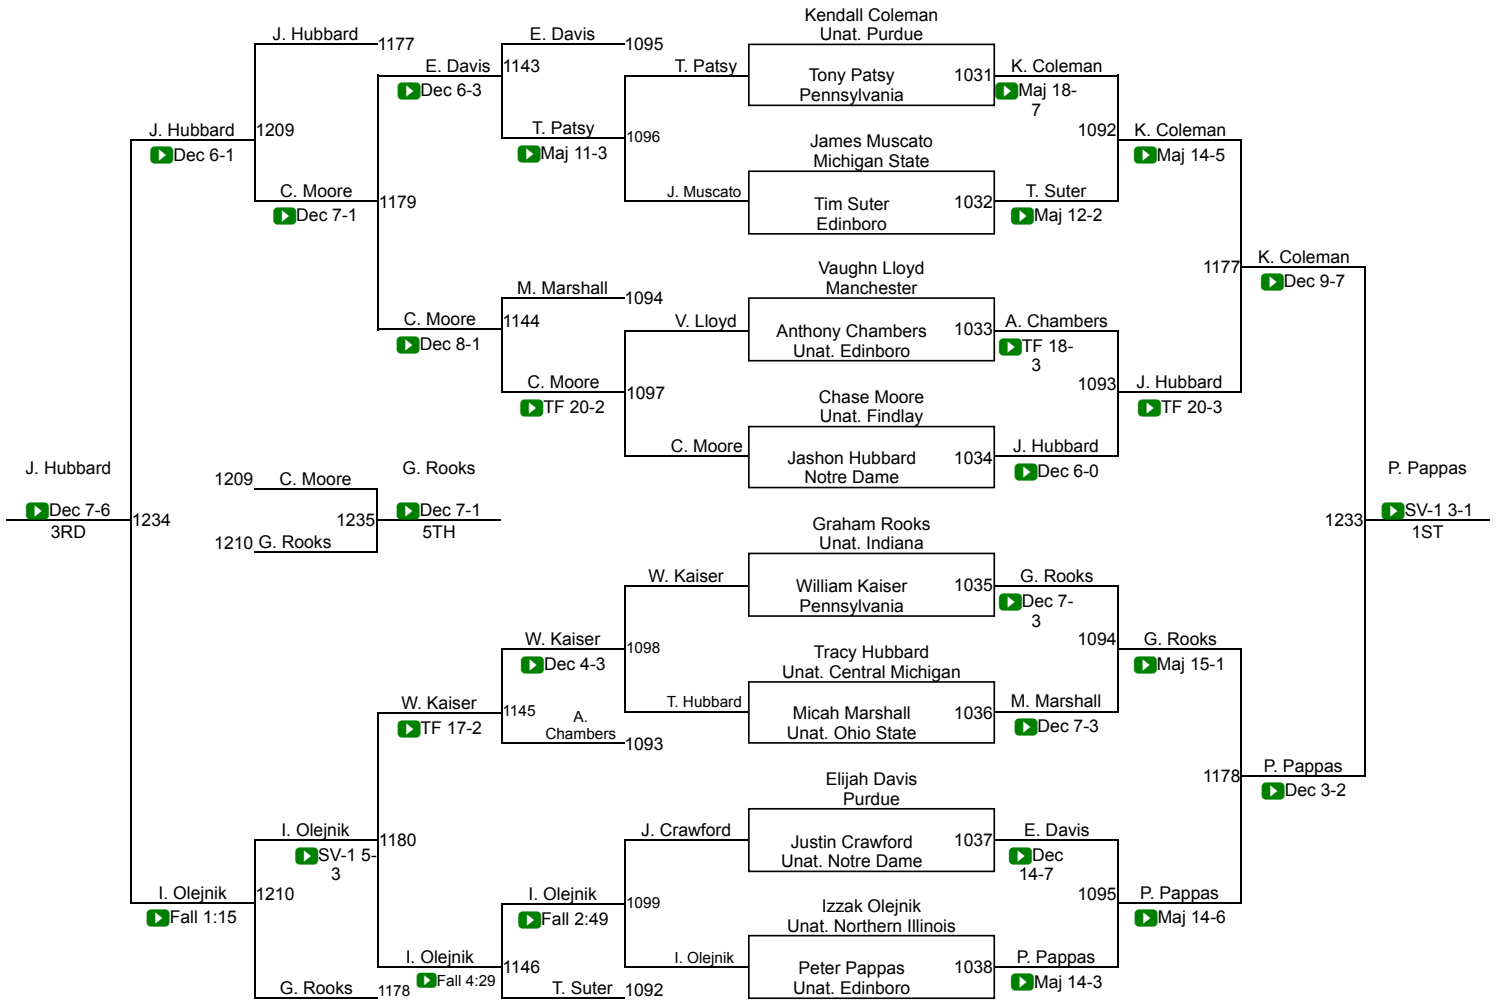 Kendall Coleman
Unat. Purdue
J. Hubbard
1177
E. Davis
1095
T. Patsy
Tony Patsy
Pennsylvania
1031
K. Coleman
Maj 18-
7
E. Davis
1143
Dec 6-3
J. Hubbard
1209
Dec 6-1
T. Patsy
1096
Maj 11-3
James Muscato
Michigan State
1092
K. Coleman
Maj 14-5
C. Moore
1179
Dec 7-1
J. Muscato
Tim Suter
Edinboro
1032
T. Suter
Maj 12-2
Vaughn Lloyd
Manchester
1177
K. Coleman
Dec 9-7
M. Marshall
1094
C. Moore
1144
Dec 8-1
V. Lloyd
Anthony Chambers
Unat. Edinboro
1033
A. Chambers
TF 18-
3
C. Moore
1097
TF 20-2
Chase Moore
Unat. Findlay
1093
J. Hubbard
TF 20-3
C. Moore
Jashon Hubbard
Notre Dame
1034
J. Hubbard
Dec 6-0
J. Hubbard
Dec 7-6
3RD
1234
1209
C. Moore
1235
1210
G. Rooks
G. Rooks
Dec 7-1
5TH
P. Pappas
1233
SV-1 3-1
1ST
Graham Rooks
Unat. Indiana
W. Kaiser
William Kaiser
Pennsylvania
1035
G. Rooks
Dec 7-
3
W. Kaiser
1098
Dec 4-3
Tracy Hubbard
Unat. Central Michigan
1094
G. Rooks
Maj 15-1
W. Kaiser
1145
TF 17-2
A.
Chambers
1093
T. Hubbard
Micah Marshall
Unat. Ohio State
1036
M. Marshall
Dec 7-3
Elijah Davis
Purdue
1178
P. Pappas
Dec 3-2
I. Olejnik
1180
SV-1 5-
3
J. Crawford
Justin Crawford
Unat. Notre Dame
1037
E. Davis
Dec
14-7
I. Olejnik
1210
Fall 1:15
I. Olejnik
1099
Fall 2:49
Izzak Olejnik
Unat. Northern Illinois
1095
P. Pappas
Maj 14-6
I. Olejnik
1146
Fall 4:29
I. Olejnik
Peter Pappas
Unat. Edinboro
1038
P. Pappas
Maj 14-3
G. Rooks
1178
T. Suter
1092